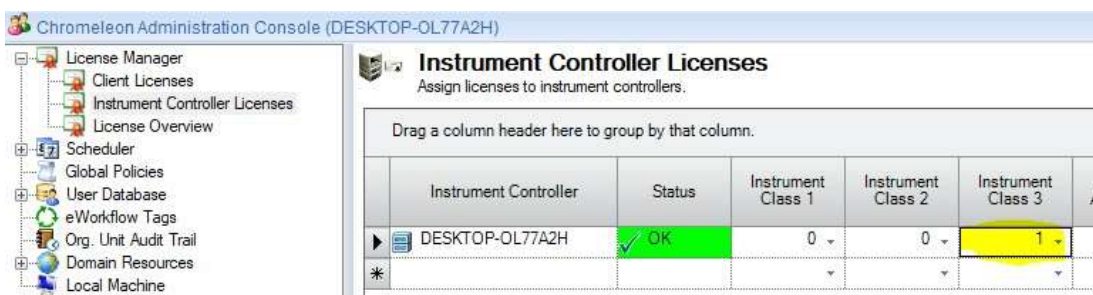 Chromeleon Administration Console (DESKTOP-OL77A2H)
License Manager
Client Licenses
Instrument Controller Licenses
License Overview
Scheduler
Global Policies
User Database
eWorkflow Tags
Org. Unit Audit Trail
Domain Resources
Local Machine
Instrument Controller Licenses
Assign licenses to instrument controllers.
Drag a column header here to group by that column.
Instrument Controller Status Instrument Class 1 Instrument Class 2 Instrument Class 3
DESKTOP-OL77A2H OK 0 0 1